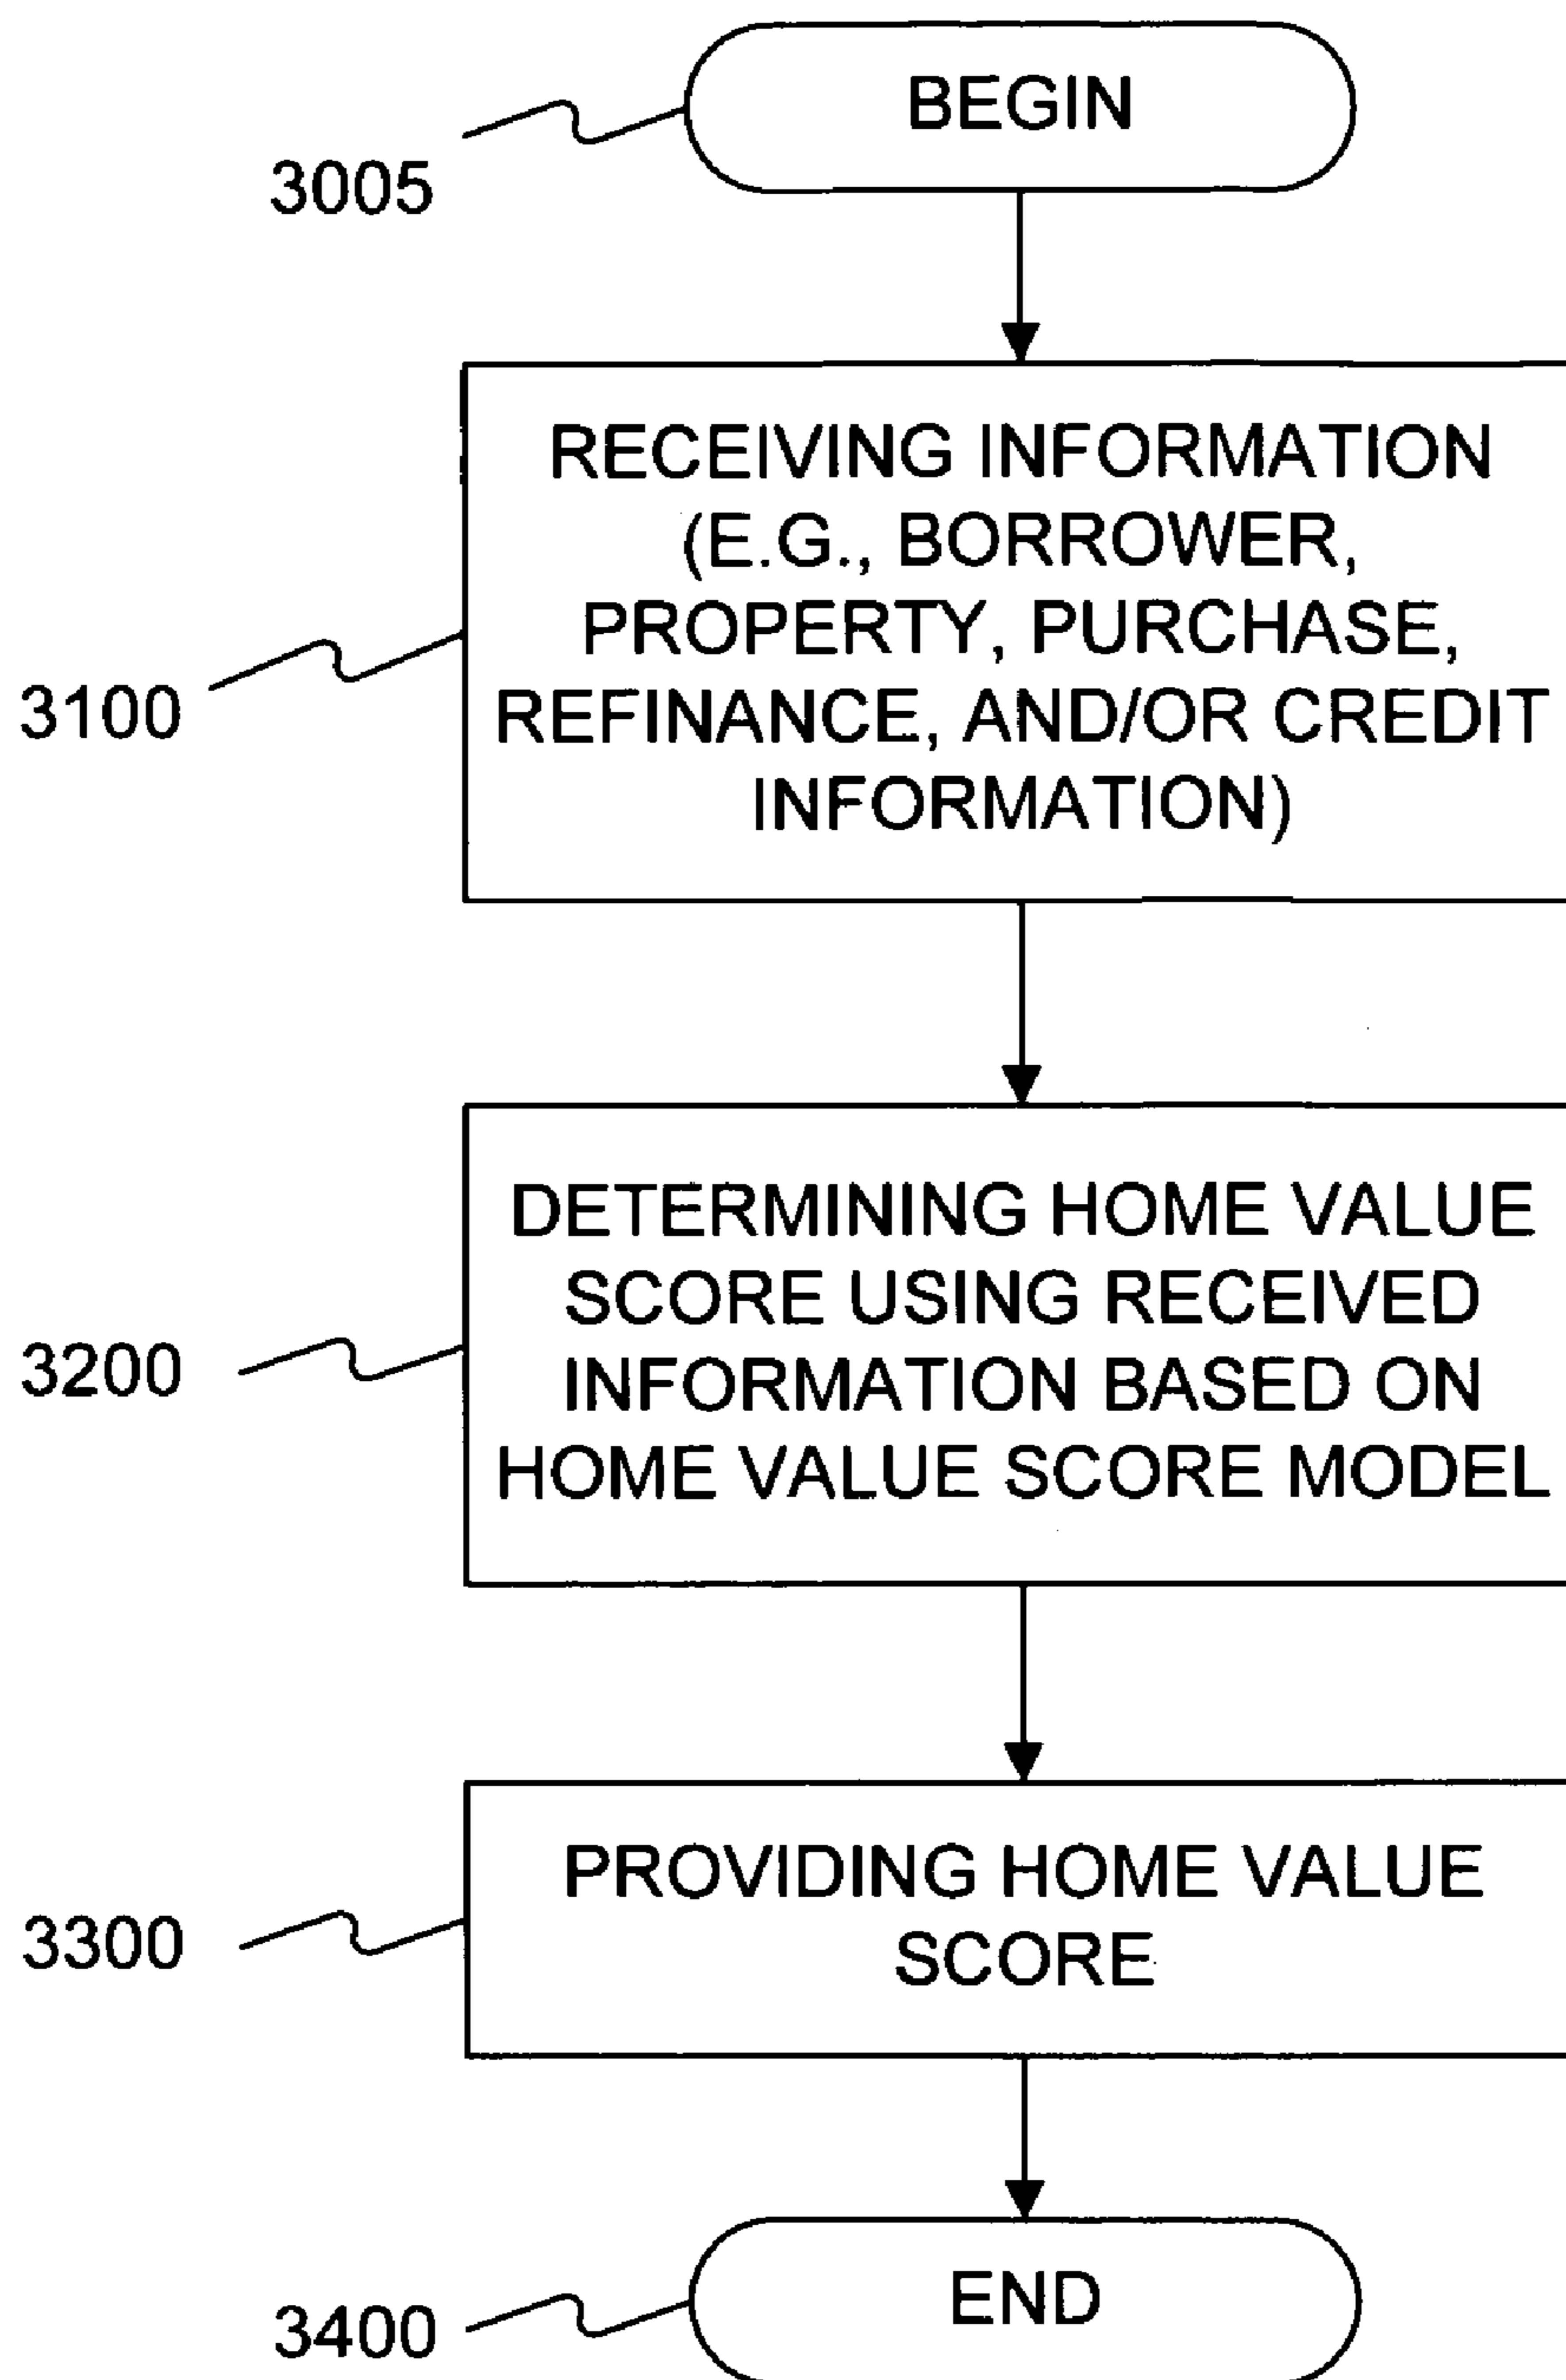 BEGIN
3005
RECEIVING INFORMATION
(E.G., BORROWER,
PROPERTY, PURCHASE,
REFINANCE, AND/OR CREDIT
INFORMATION)
3100
DETERMINING HOME VALUE
SCORE USING RECEIVED
INFORMATION BASED ON
HOME VALUE SCORE MODEL
3200
PROVIDING HOME VALUE
SCORE
3300
END
3400